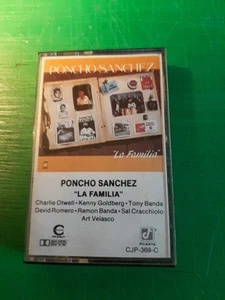 PONCHO SANCHEZ
"La Familia"
PONCHO SANCHEZ
"LA FAMILIA"
Charlie Otwell • Kenny Goldberg • Tony Banda
David Romero • Ramon Banda • Sal Cracchiolo
Art Velasco
PICANTE
CJP-369-C